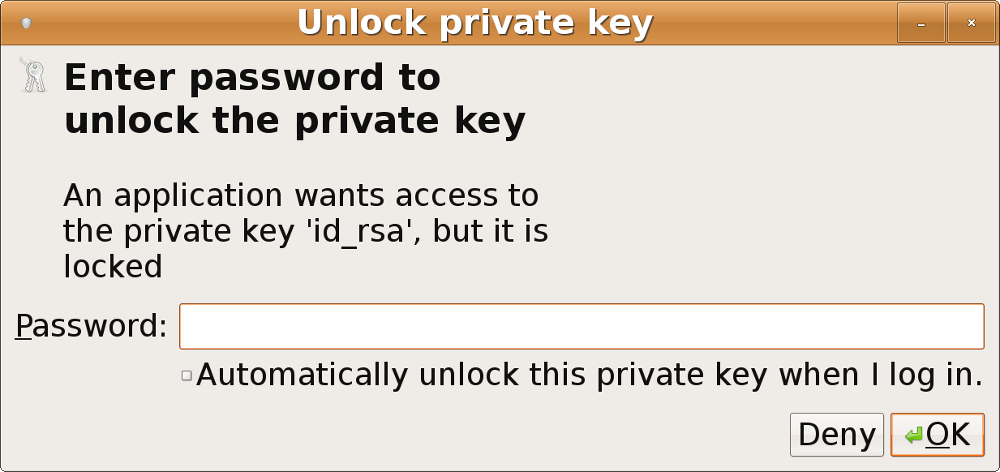 Unlock private key
Enter password to
unlock the private key
An application wants access to
the private key 'id_rsa', but it is
locked
Password:
Automatically unlock this private key when I log in.
Deny
OK